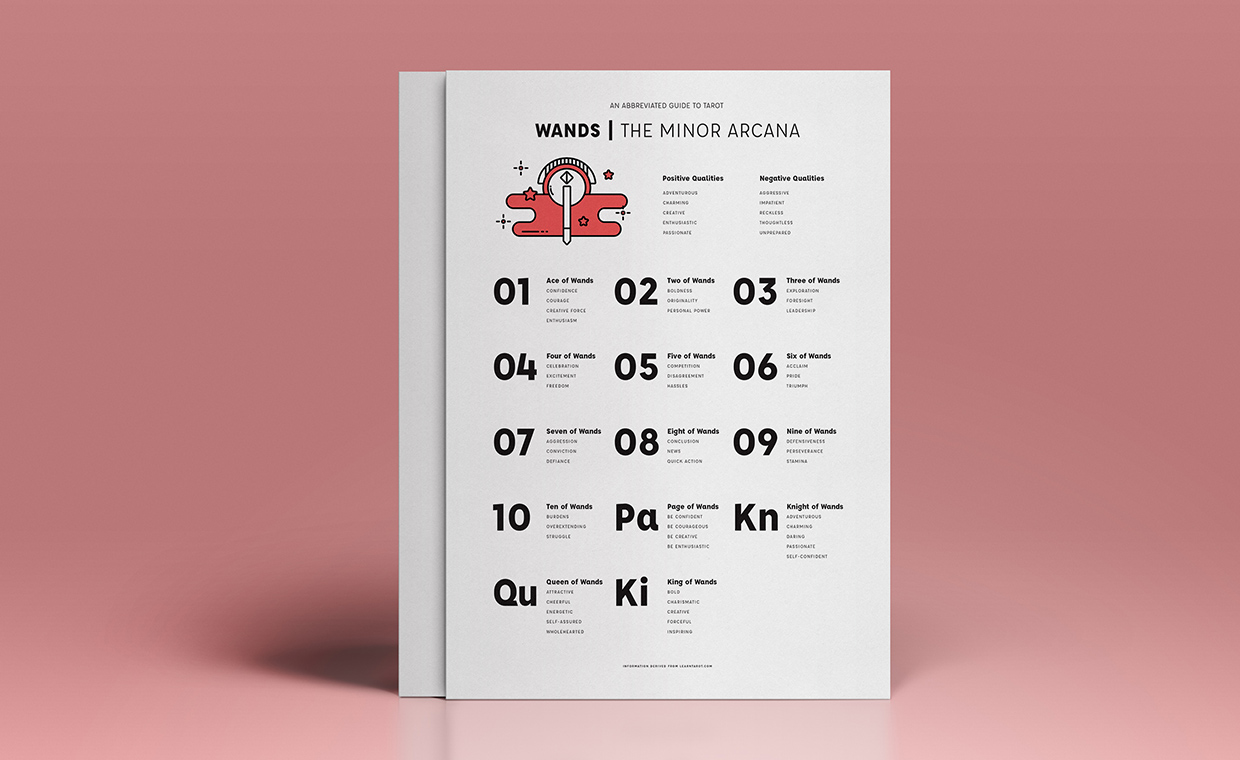 AN ABBREVIATED GUIDE TO TAROT
WANDS | THE MINOR ARCANA
Positive Qualities
ADVENTUROUS
CHARMING
CREATIVE
ENTHUSIASTIC
PASSIONATE
Negative Qualities
AGGRESSIVE
IMPATIENT
RECKLESS
THOUGHTLESS
UNPREPARED
01
Ace of Wands
CONFIDENCE
COURAGE
CREATIVE FORCE
ENTHUSIASM
02
Two of Wands
BOLDNESS
ORIGINALITY
PERSONAL POWER
03
Three of Wands
EXPLORATION
FORESIGHT
LEADERSHIP
04
Four of Wands
CELEBRATION
EXCITEMENT
FREEDOM
05
Five of Wands
COMPETITION
DISAGREEMENT
HASSLES
06
Six of Wands
ACCLAIM
PRIDE
TRIUMPH
07
Seven of Wands
AGGRESSION
CONVICTION
DEFIANCE
08
Eight of Wands
CONCLUSION
NEWS
QUICK ACTION
09
Nine of Wands
DEFENSIVENESS
PERSEVERANCE
STAMINA
10
Ten of Wands
BURDENS
OVEREXTENDING
STRUGGLE
Pa
Page of Wands
BE CONFIDENT
BE COURAGEOUS
BE CREATIVE
BE ENTHUSIASTIC
Kn
Knight of Wands
ADVENTUROUS
CHARMING
DARING
PASSIONATE
SELF-CONFIDENT
Qu
Queen of Wands
ATTRACTIVE
CHEERFUL
ENERGETIC
SELF-ASSURED
WHOLEHEARTED
Ki
King of Wands
BOLD
CHARISMATIC
CREATIVE
FORCEFUL
INSPIRING
INFORMATION DERIVED FROM LEARNTAROT.COM